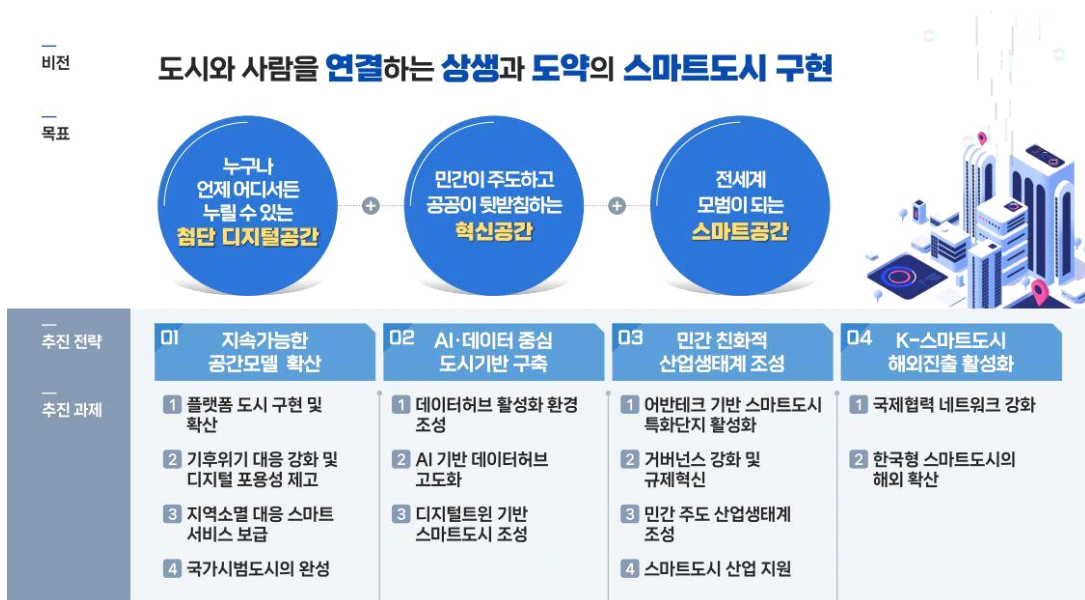 비전
도시와 사람을 연결하는 상생과 도약의 스마트도시 구현
목표
누구나
언제 어디서든
누릴 수 있는
첨단 디지털공간
+
민간이 주도하고
공공이 뒷받침하는
혁신공간
+
전세계
모범이 되는
스마트공간
추진 전략
01 지속가능한
공간모델 확산
02 AI·데이터 중심
도시기반 구축
03 민간 친화적
산업생태계 조성
04 K-스마트도시
해외진출 활성화
추진 과제
1 플랫폼 도시 구현 및
확산
2 기후위기 대응 강화 및
디지털 포용성 제고
3 지역소멸 대응 스마트
서비스 보급
4 국가시범도시의 완성
1 데이터허브 활성화 환경
조성
2 AI 기반 데이터허브
고도화
3 디지털트윈 기반
스마트도시 조성
1 어반테크 기반 스마트도시
특화단지 활성화
2 거버넌스 강화 및
규제혁신
3 민간 주도 산업생태계
조성
4 스마트도시 산업 지원
1 국제협력 네트워크 강화
2 한국형 스마트도시의
해외 확산